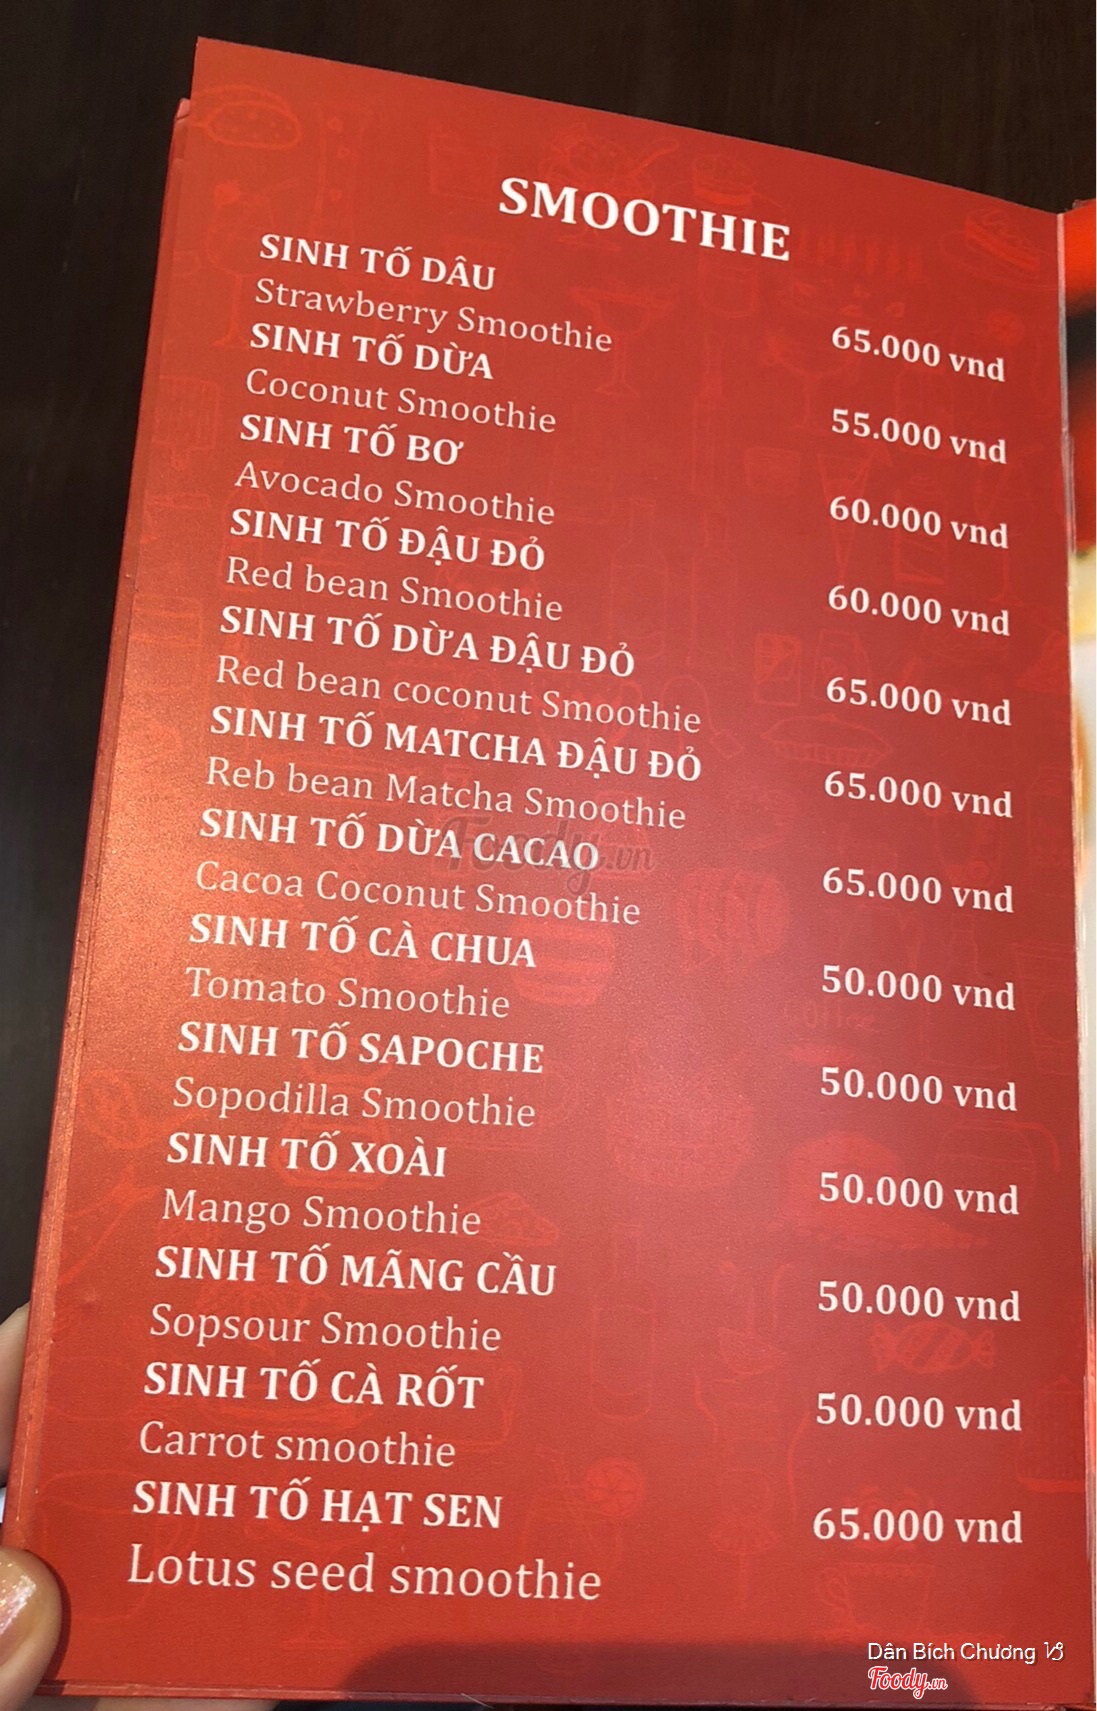 SMOOTHIE
SINH TỐ DÂU
Strawberry Smoothie 65.000 vnd
SINH TỐ DỪA
Coconut Smoothie 55.000 vnd
SINH TỐ BƠ
Avocado Smoothie 60.000 vnd
SINH TỐ ĐẬU ĐỎ
Red bean Smoothie 60.000 vnd
SINH TỐ DỪA ĐẬU ĐỎ
Red bean coconut Smoothie 65.000 vnd
SINH TỐ MATCHA ĐẬU ĐỎ
Reb bean Matcha Smoothie 65.000 vnd
SINH TỐ DỪA CACAO
Cacoa Coconut Smoothie 65.000 vnd
SINH TỐ CÀ CHUA
Tomato Smoothie 50.000 vnd
SINH TỐ SAPOCHE
Sopodilla Smoothie 50.000 vnd
SINH TỐ XOÀI
Mango Smoothie 50.000 vnd
SINH TỐ MÃNG CẦU
Sopsour Smoothie 50.000 vnd
SINH TỐ CÀ RỐT
Carrot smoothie 50.000 vnd
SINH TỐ HẠT SEN 65.000 vnd
Lotus seed smoothie
Foody.vn
Dân Bích Chương ♑
Foody.vn